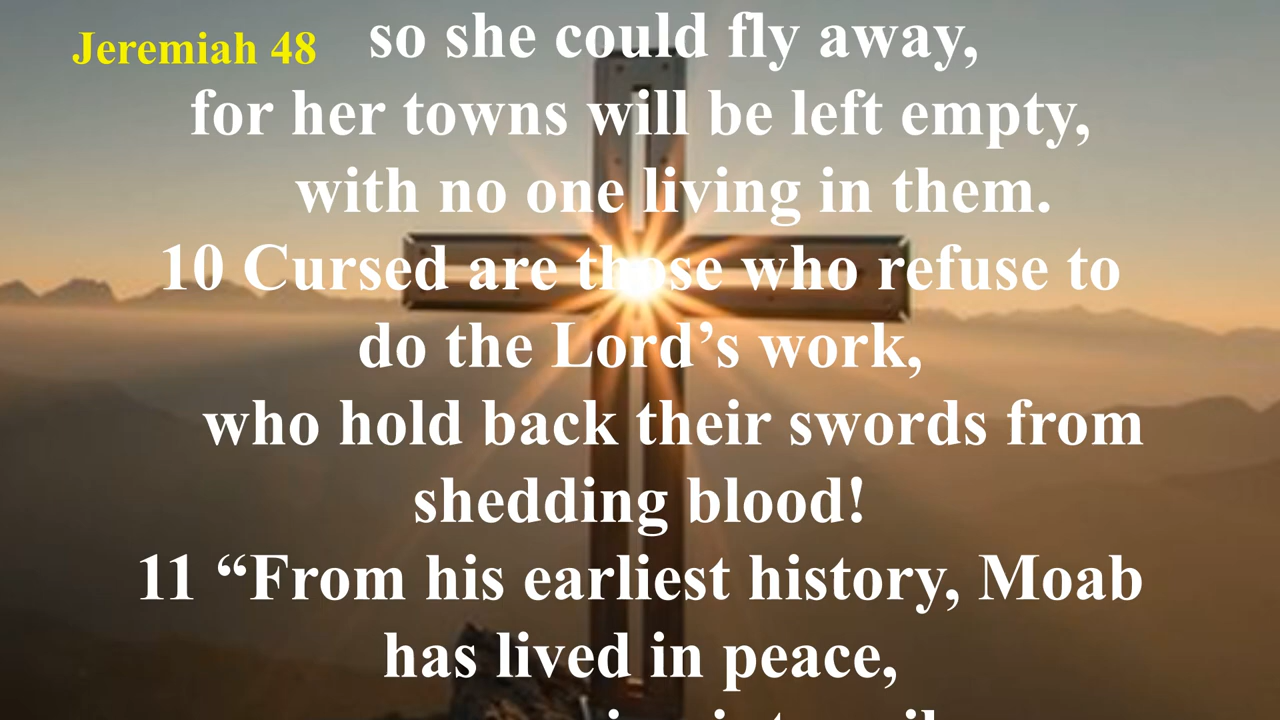 Jeremiah 48
so she could fly away,
for her towns will be left empty,
with no one living in them.
10 Cursed are those who refuse to
do the Lord’s work,
who hold back their swords from
shedding blood!
11 “From his earliest history, Moab
has lived in peace,